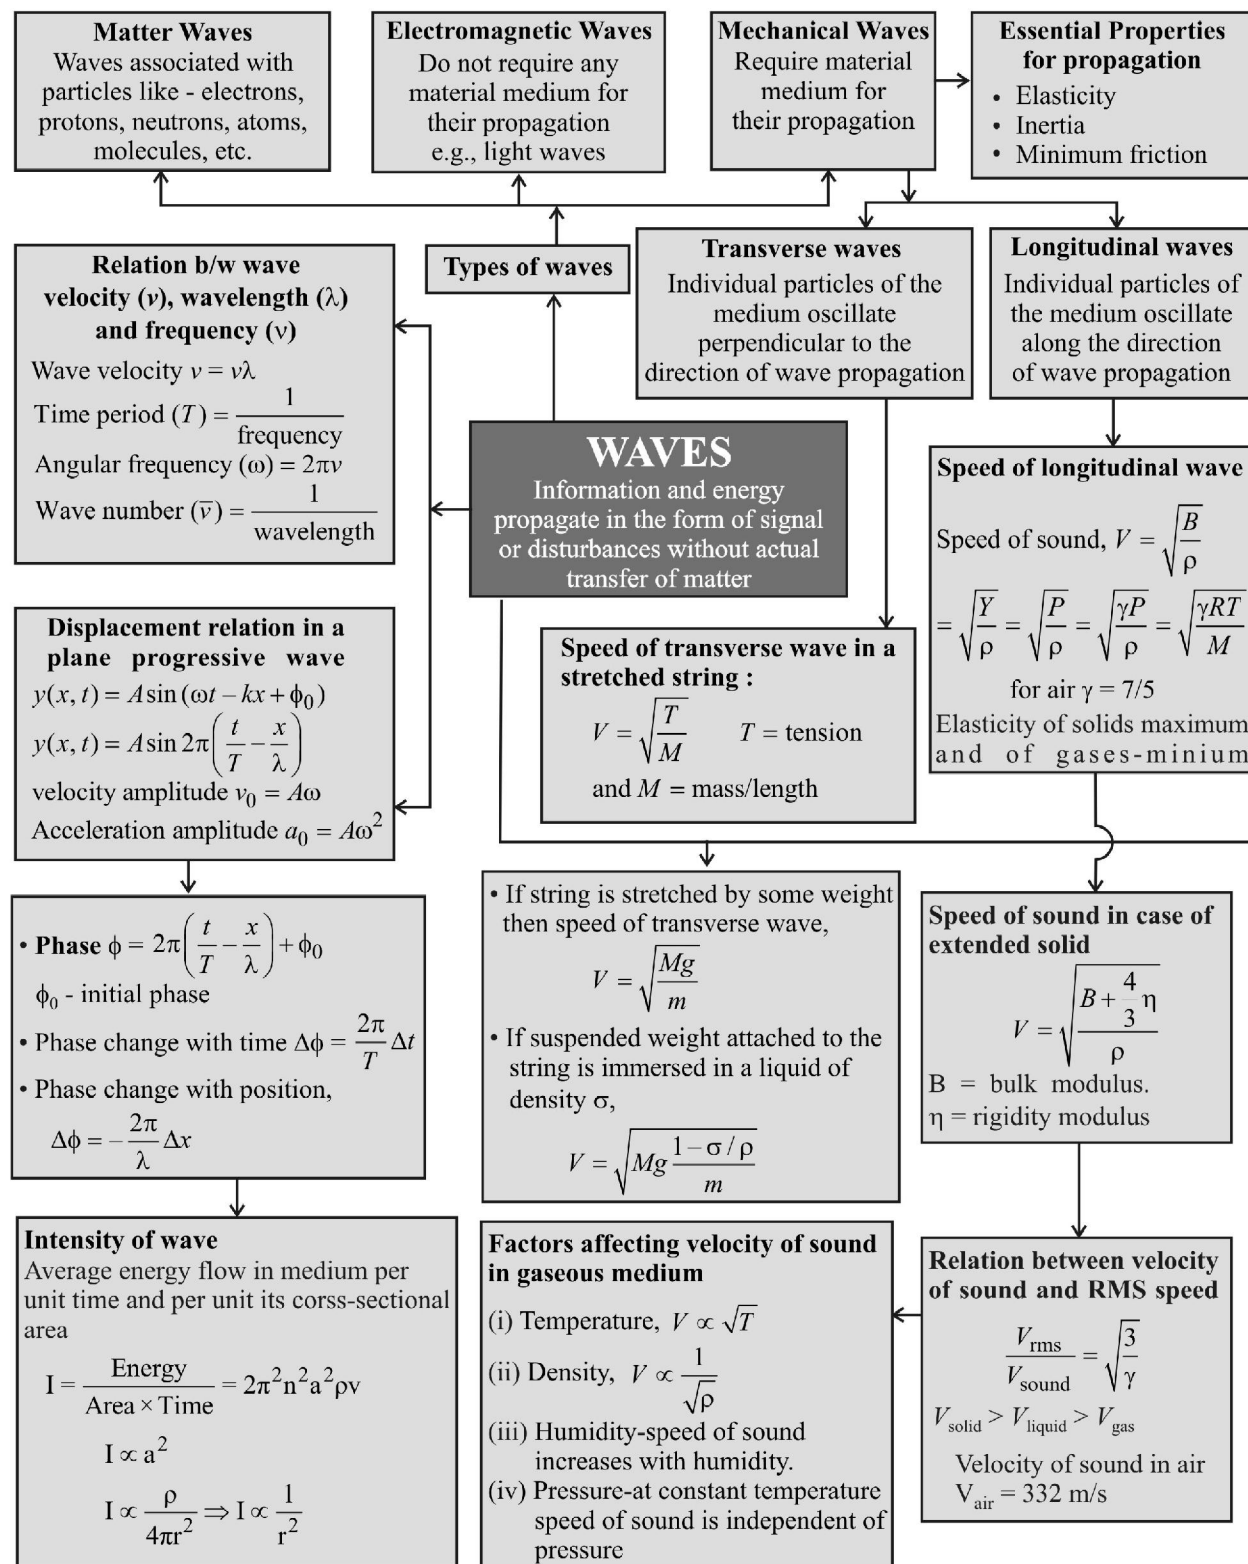 Matter Waves
Waves associated with
particles like - electrons,
protons, neutrons, atoms,
molecules, etc.
Electromagnetic Waves
Do not require any
material medium for
their propagation
e.g., light waves
Mechanical Waves
Require material
medium for
their propagation
Essential Properties
for propagation
• Elasticity
• Inertia
• Minimum friction
Types of waves
Transverse waves
Individual particles of the
medium oscillate
perpendicular to the
direction of wave propagation
Longitudinal waves
Individual particles of
the medium oscillate
along the direction
of wave propagation
Relation b/w wave
velocity (v), wavelength (λ)
and frequency (ν)
Wave velocity v = νλ
Time period (T) = 1/frequency
Angular frequency (ω) = 2πν
Wave number (ν̅) = 1/wavelength
WAVES
Information and energy
propagate in the form of signal
or disturbances without actual
transfer of matter
Speed of longitudinal wave
Speed of sound, V = √(B/ρ)
= √(Y/ρ) = √(P/ρ) = √(γP/ρ) = √(γRT/M)
for air γ = 7/5
Elasticity of solids maximum
and of gases-minium
Displacement relation in a
plane progressive wave
y(x, t) = A sin (ωt – kx + ϕ₀)
y(x, t) = A sin 2π(t/T – x/λ)
velocity amplitude v₀ = Aω
Acceleration amplitude a₀ = Aω²
Speed of transverse wave in a
stretched string :
V = √(T/M) T = tension
and M = mass/length
• Phase ϕ = 2π(t/T – x/λ) + ϕ₀
ϕ₀ - initial phase
• Phase change with time Δϕ = 2π/T Δt
• Phase change with position,
Δϕ = – 2π/λ Δx
• If string is stretched by some weight
then speed of transverse wave,
V = √(Mg/m)
• If suspended weight attached to the
string is immersed in a liquid of
density σ,
V = √(Mg (1 – σ / ρ)/m)
Speed of sound in case of
extended solid
V = √((B + 4/3 η)/ρ)
B = bulk modulus.
η = rigidity modulus
Intensity of wave
Average energy flow in medium per
unit time and per unit its corss-sectional
area
I = Energy/(Area × Time) = 2π²n²a²ρv
I ∝ a²
I ∝ ρ/4πr² ⇒ I ∝ 1/r²
Factors affecting velocity of sound
in gaseous medium
(i) Temperature, V ∝ √T
(ii) Density, V ∝ 1/√ρ
(iii) Humidity-speed of sound
increases with humidity.
(iv) Pressure-at constant temperature
speed of sound is independent of
pressure
Relation between velocity
of sound and RMS speed
V_rms/V_sound = √(3/γ)
V_solid > V_liquid > V_gas
Velocity of sound in air
V_air = 332 m/s